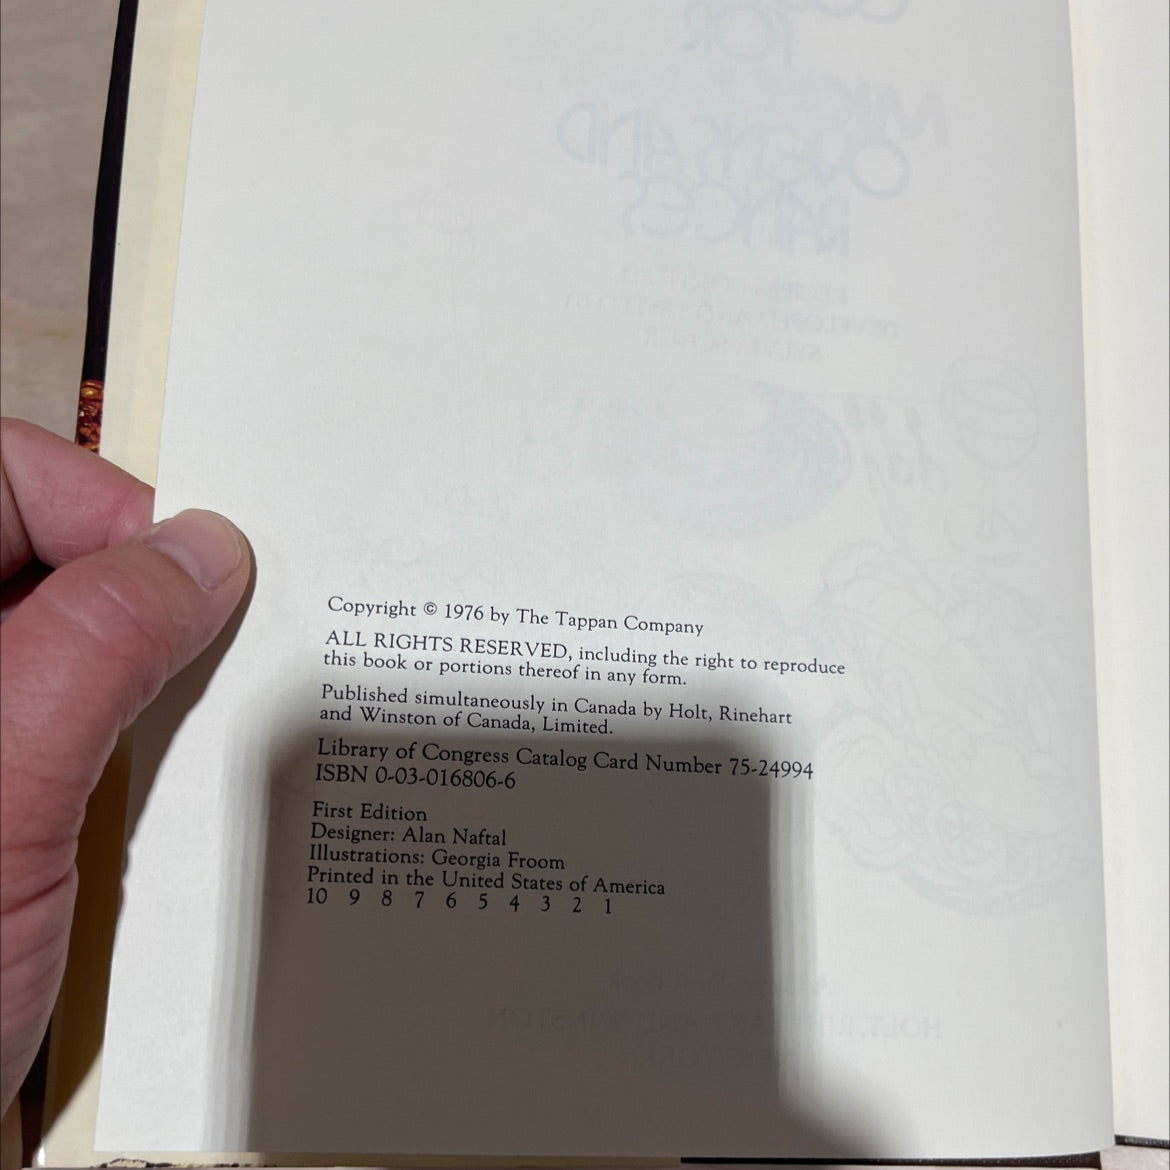 Copyright © 1976 by The Tappan Company
ALL RIGHTS RESERVED, including the right to reproduce
this book or portions thereof in any form.
Published simultaneously in Canada by Holt, Rinehart
and Winston of Canada, Limited.
Library of Congress Catalog Card Number 75-24994
ISBN 0-03-016806-6
First Edition
Designer: Alan Naftal
Illustrations: Georgia Froom
Printed in the United States of America
10 9 8 7 6 5 4 3 2 1